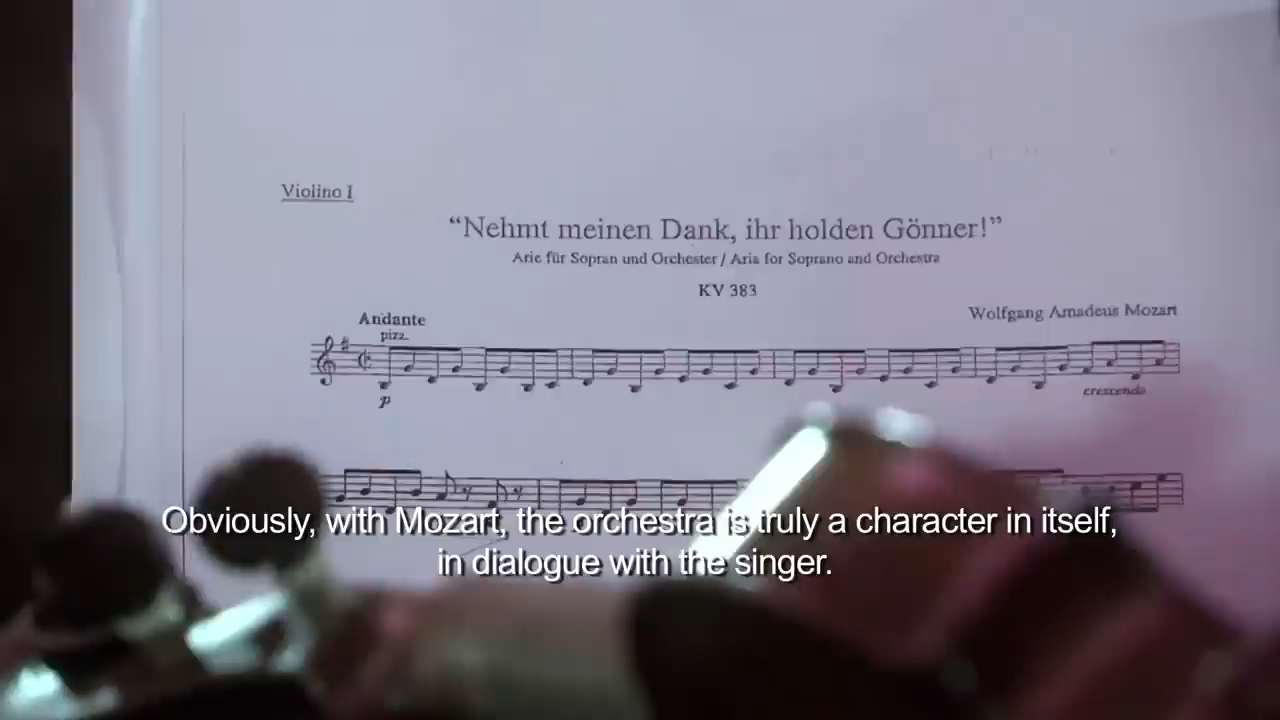 Violino I
“Nehmt meinen Dank, ihr holden Gönner!”
Arie für Sopran und Orchester / Aria for Soprano and Orchestra
KV 383
Wolfgang Amadeus Mozart
Andante
pizz.
p
crescendo
Obviously, with Mozart, the orchestra is truly a character in itself,
in dialogue with the singer.